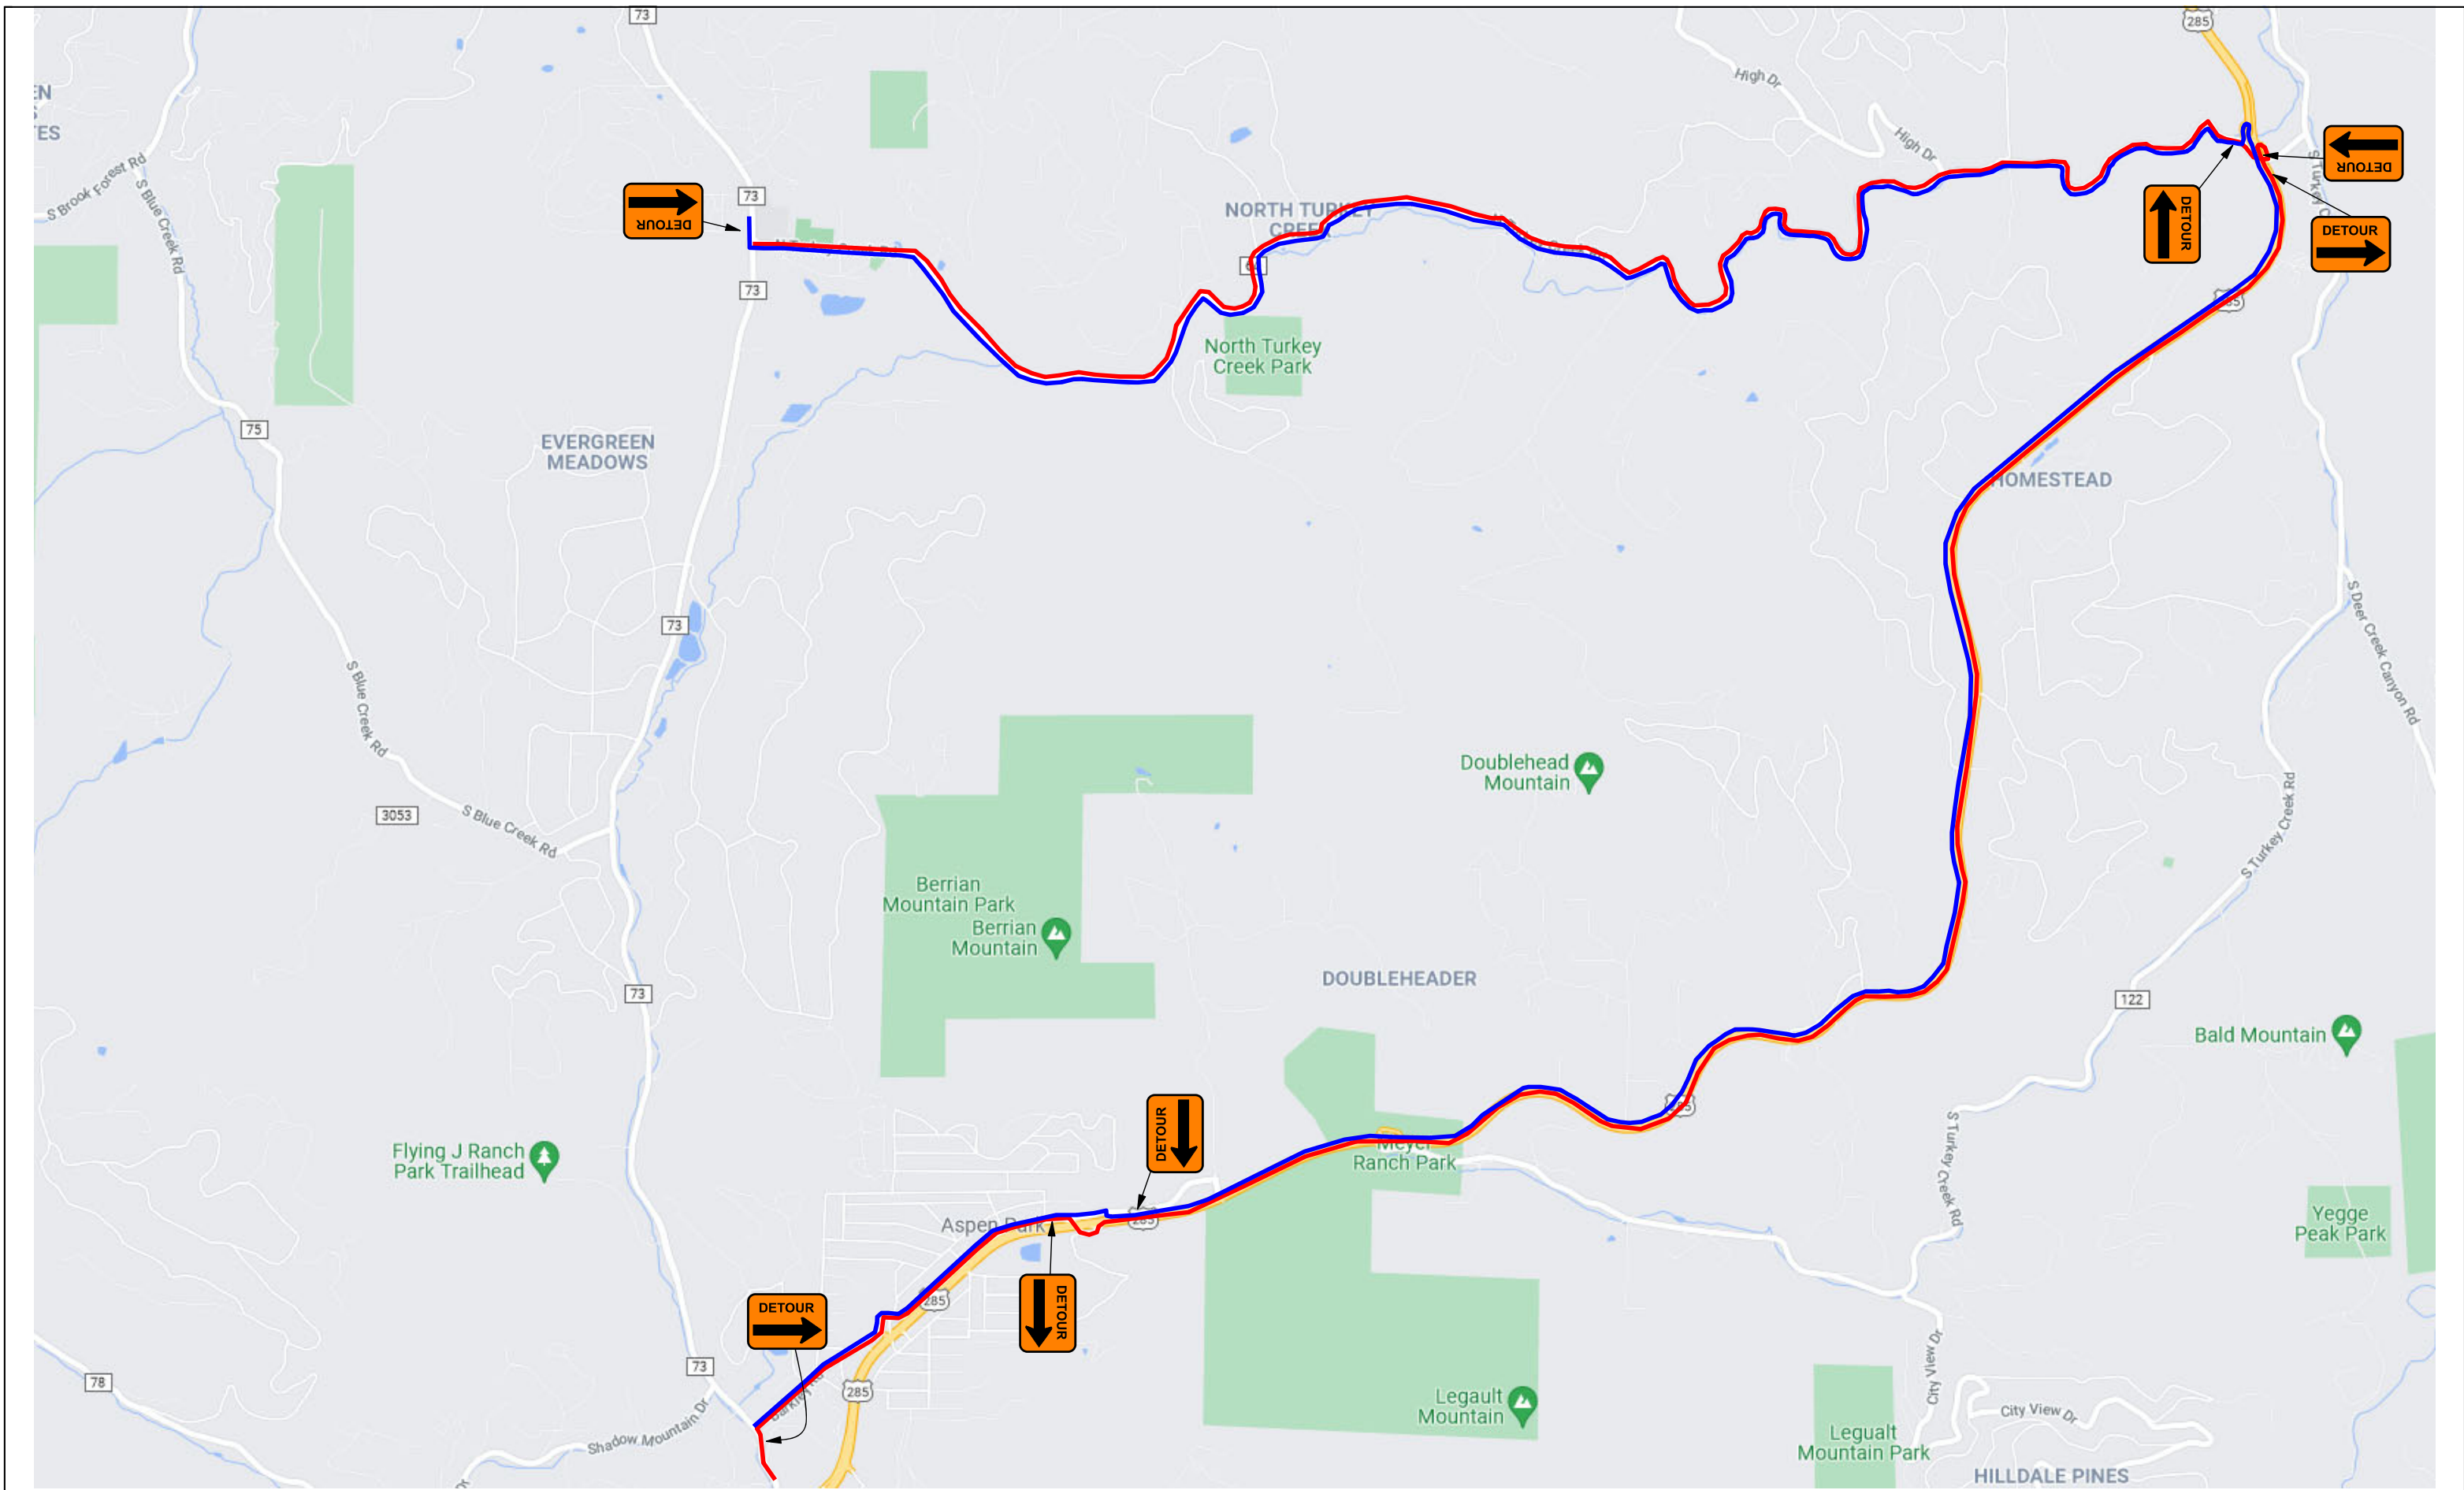 73
285
EN
TES
High Dr
S Brook Forest Rd
S Blue Creek Rd
High Dr
DETOUR
73
DETOUR
NORTH TURKEY
CREEK
DETOUR
DETOUR
73
North Turkey
Creek Park
75
EVERGREEN
MEADOWS
HOMESTEAD
73
S Deer Creek Canyon Rd
S Blue Creek Rd
Doublehead
Mountain
3053
S Blue Creek Rd
S Turkey Creek Rd
Berrian
Mountain Park
Berrian
Mountain
DOUBLEHEADER
73
122
Bald Mountain
DETOUR
Flying J Ranch
Park Trailhead
Meyer
Ranch Park
S Turkey Creek Rd
Aspen Park
285
Yegge
Peak Park
DETOUR
285
DETOUR
73
78
285
City View Dr
Legault
Mountain
City View Dr
Shadow Mountain Dr
Legualt
Mountain Park
HILLDALE PINES